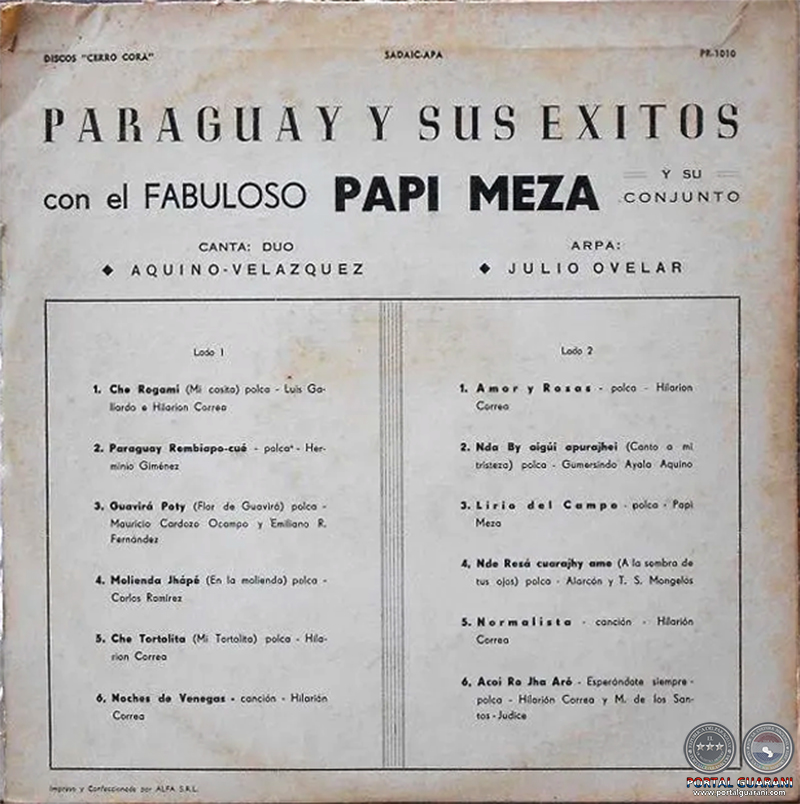 DISCOS "CERRO CORA"
SADAIC-APA
PR-1010
PARAGUAY Y SUS EXITOS
con el FABULOSO PAPI MEZA Y SU CONJUNTO
CANTA: DUO
◆ AQUINO-VELAZQUEZ
ARPA:
◆ JULIO OVELAR
Lado 1
1. Che Rogami (Mi casita) polca - Luis Ga-
llardo e Hilarion Correa
2. Paraguay Rembiapo-cué - polca - Her-
minio Giménez
3. Guavirá Poty (Flor de Guavirá) polca -
Mauricio Cardozo Ocampo y Emiliano R.
Fernández
4. Molienda Jhápé (En la molienda) polca -
Carlos Ramírez
5. Che Tortolita (Mi Tortolita) polca - Hila-
rion Correa
6. Noches de Venegas - canción - Hilarión
Correa
Lado 2
1. Amor y Rosas - polca - Hilarion
Correa
2. Nda By aigüi apurajhei (Canto a mi
tristeza) polca - Gumersindo Ayala Aquino
3. Lirio del Campo - polca - Papi
Meza
4. Nde Resá cuarajhy ame (A la sombra de
tus ojos) polca - Alarcón y T. S. Mongelós
5. Normalista - canción - Hilarión
Correa
6. Acoi Ro Jha Aró - Esperándote siempre -
polca - Hilarión Correa y M. de los San-
tos - Judice
Impreso y Confeccionado por ALFA S.R.L.
PORTAL GUARANI
www.portalguarani.com